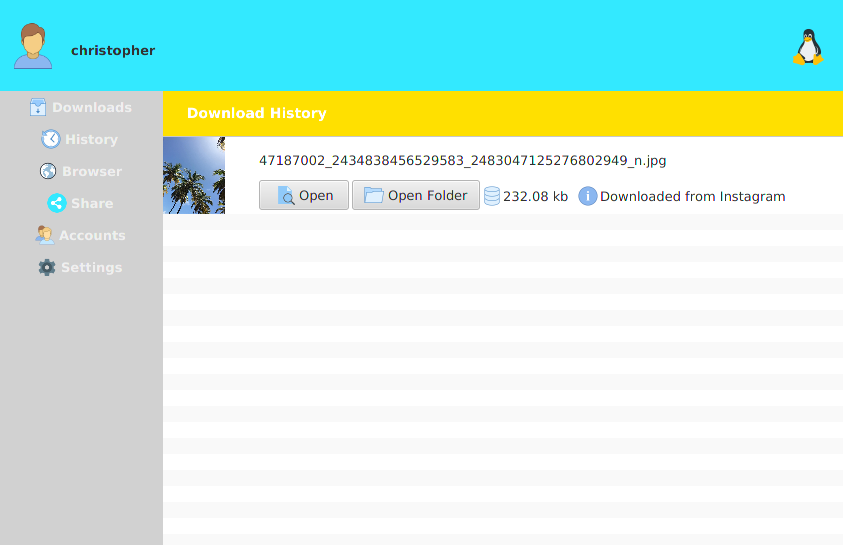 christopher
Downloads
History
Browser
Share
Accounts
Settings
Download History
47187002_2434838456529583_2483047125276802949_n.jpg
Open Open Folder 232.08 kb Downloaded from Instagram